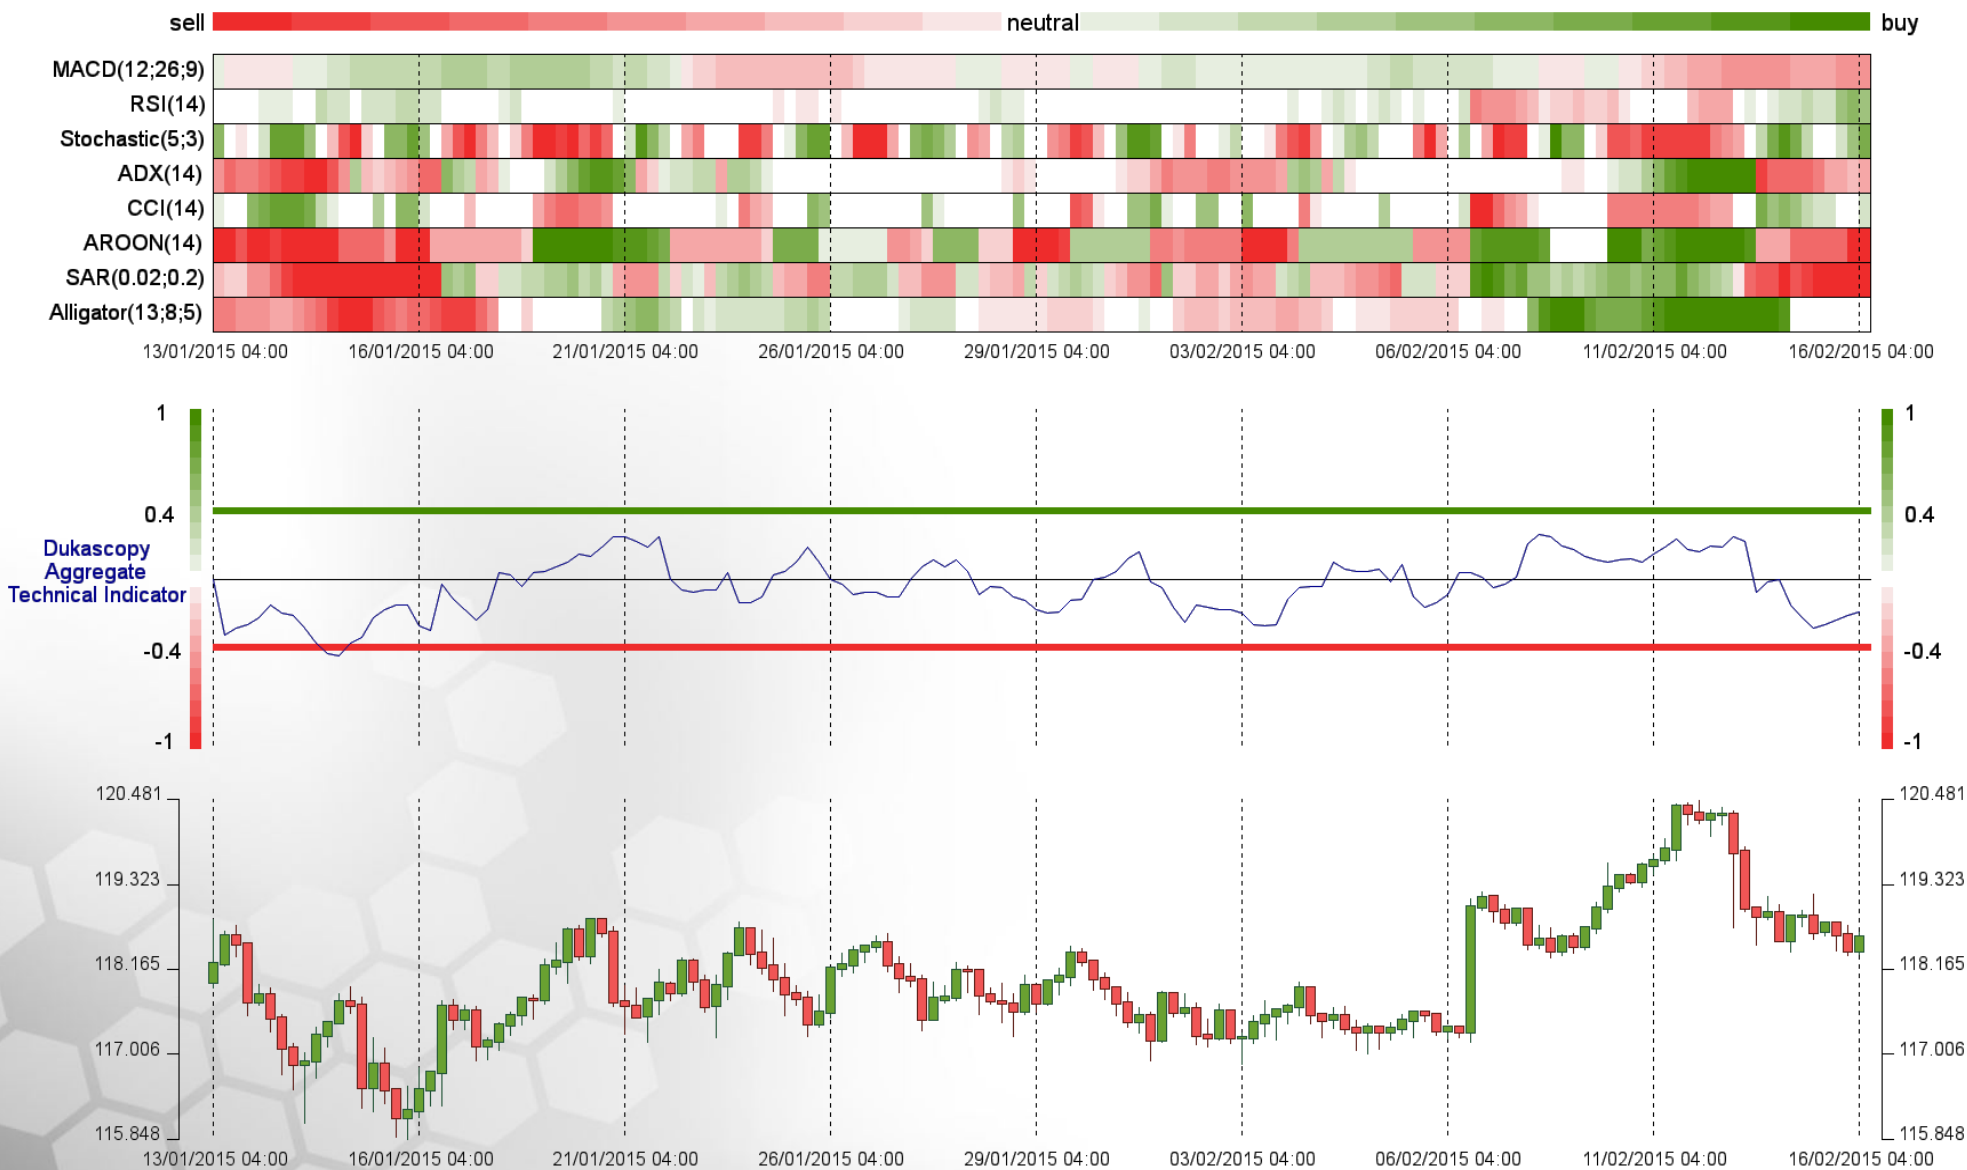 sell neutral buy
MACD(12;26;9)
RSI(14)
Stochastic(5;3)
ADX(14)
CCI(14)
AROON(14)
SAR(0.02;0.2)
Alligator(13;8;5)
13/01/2015 04:00 16/01/2015 04:00 21/01/2015 04:00 26/01/2015 04:00 29/01/2015 04:00 03/02/2015 04:00 06/02/2015 04:00 11/02/2015 04:00 16/02/2015 04:00
1 1
0.4 0.4
Dukascopy
Aggregate
Technical Indicator
-0.4 -0.4
-1 -1
120.481 120.481
119.323 119.323
118.165 118.165
117.006 117.006
115.848 115.848
13/01/2015 04:00 16/01/2015 04:00 21/01/2015 04:00 26/01/2015 04:00 29/01/2015 04:00 03/02/2015 04:00 06/02/2015 04:00 11/02/2015 04:00 16/02/2015 04:00